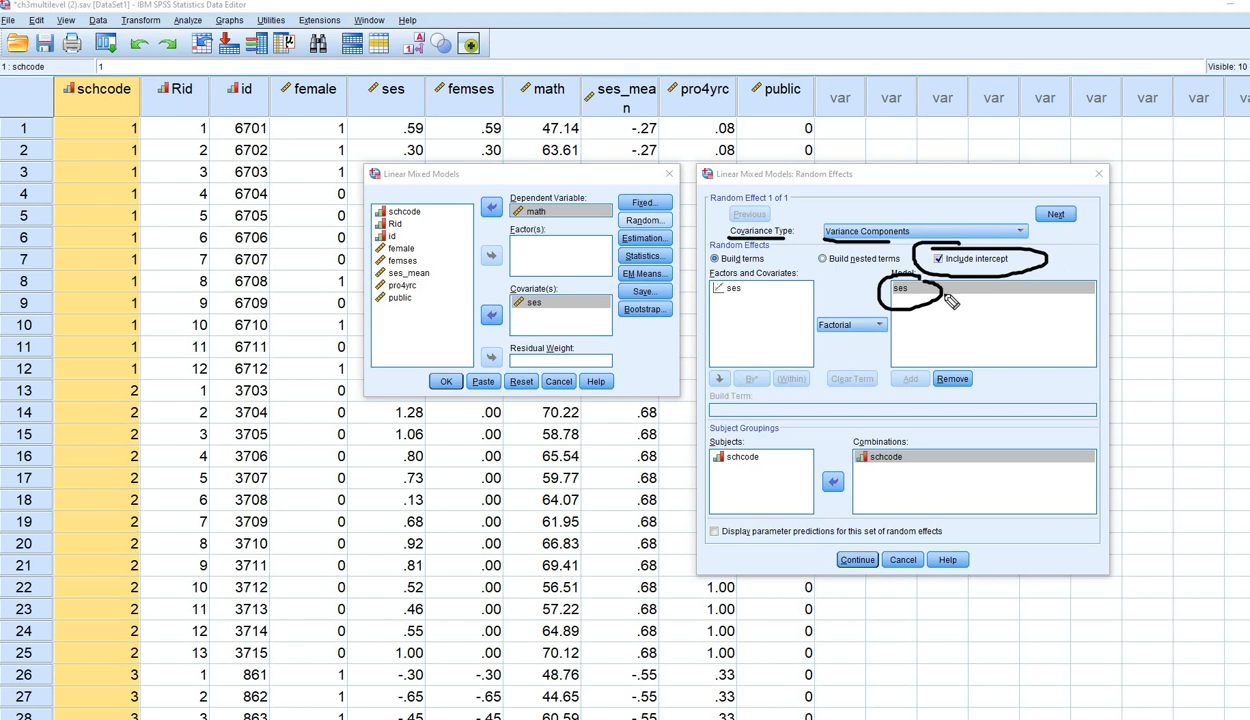 *ch3multilevel (2).sav [DataSet1] - IBM SPSS Statistics Data Editor
File Edit View Data Transform Analyze Graphs Utilities Extensions Window Help
1 : schcode 1 Visible: 10
schcode Rid id female ses femses math ses_mea
n pro4yrc public var var var var var var var var va
1 1 1 6701 1 .59 .59 47.14 -.27 .08 0
2 1 2 6702 1 .30 .30 63.61 -.27 .08 0
3 1 3 6703 1
4 1 4 6704 0
5 1 5 6705 0
6 1 6 6706 0
7 1 7 6707 0
8 1 8 6708 1
9 1 9 6709 0
10 1 10 6710 1
11 1 11 6711 0
12 1 12 6712 1
13 2 1 3703 0
14 2 2 3704 0 1.28 .00 70.22 .68
15 2 3 3705 0 1.06 .00 58.78 .68
16 2 4 3706 0 .80 .00 65.54 .68
17 2 5 3707 0 .73 .00 59.77 .68
18 2 6 3708 0 .13 .00 64.07 .68
19 2 7 3709 0 .68 .00 61.95 .68
20 2 8 3710 0 .92 .00 66.83 .68
21 2 9 3711 0 .81 .00 69.41 .68
22 2 10 3712 0 .52 .00 56.51 .68 1.00 0
23 2 11 3713 0 .46 .00 57.22 .68 1.00 0
24 2 12 3714 0 .55 .00 64.89 .68 1.00 0
25 2 13 3715 0 1.00 .00 70.12 .68 1.00 0
26 3 1 861 1 -.30 -.30 48.76 -.55 .33 0
27 3 2 862 1 -.65 -.65 44.65 -.55 .33 0
28 3 3 863 1 -.45 -.45 60.59 -.55 .33 0
Linear Mixed Models
schcode
Rid
id
female
femses
ses_mean
pro4yrc
public
Dependent Variable:
math
Factor(s):
Covariate(s):
ses
Residual Weight:
Fixed...
Random...
Estimation...
Statistics...
EM Means...
Save...
Bootstrap...
OK Paste Reset Cancel Help
Linear Mixed Models: Random Effects
Random Effect 1 of 1
Previous Next
Covariance Type: Variance Components
Random Effects
Build terms Build nested terms Include intercept
Factors and Covariates: Model:
ses ses
Factorial
By* (Within) Clear Term Add Remove
Build Term:
Subject Groupings
Subjects: Combinations:
schcode schcode
Display parameter predictions for this set of random effects
Continue Cancel Help